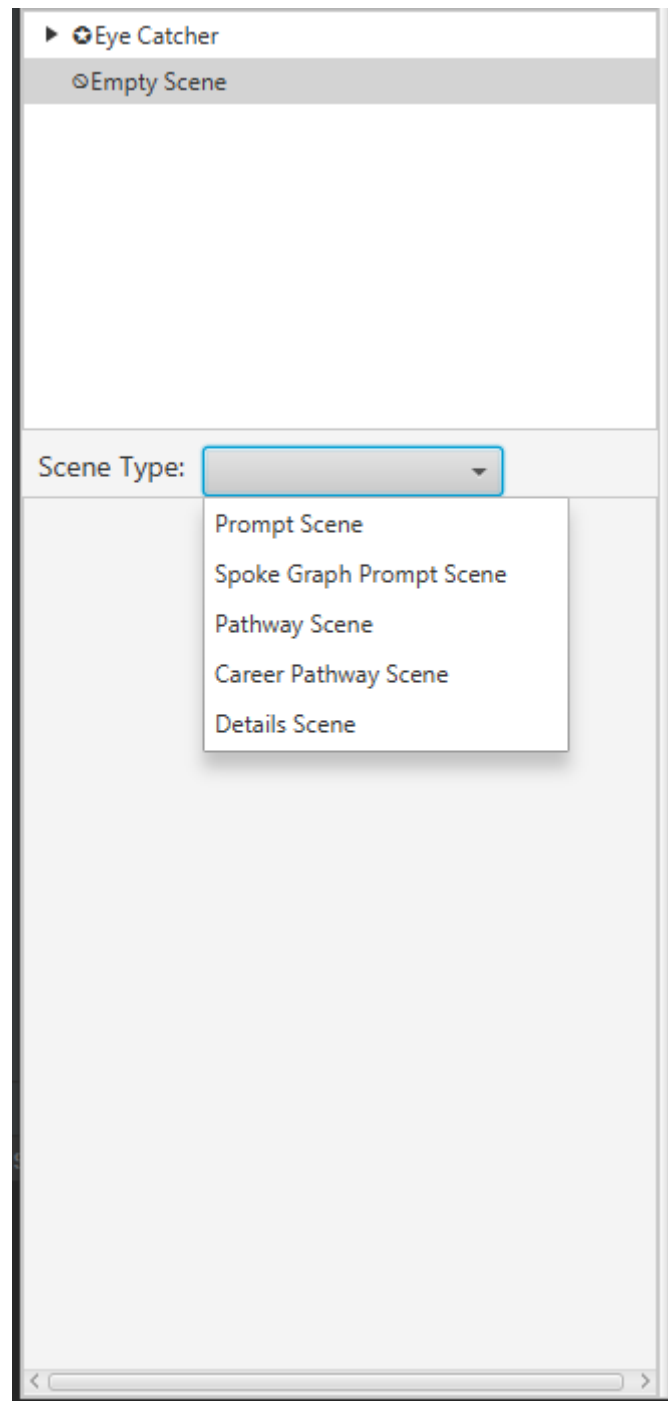 Eye Catcher
Empty Scene
Scene Type:
Prompt Scene
Spoke Graph Prompt Scene
Pathway Scene
Career Pathway Scene
Details Scene